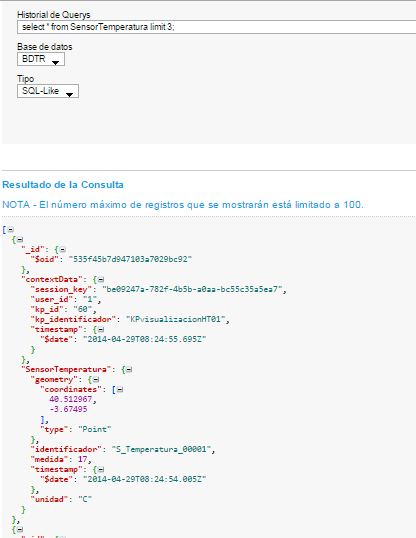 Historial de Querys
select * from SensorTemperatura limit 3;
Base de datos
BDTR
Tipo
SQL-Like
Resultado de la Consulta
NOTA - El número máximo de registros que se mostrarán está limitado a 100.
[
{
"_id": {
"$oid": "535f45b7d947103a7029bc92"
},
"contextData": {
"session_key": "be09247a-782f-4b5b-a0aa-bc55c35a5ea7",
"user_id": "1",
"kp_id": "60",
"kp_identificador": "KPvisualizacionHT01",
"timestamp": {
"$date": "2014-04-29T08:24:55.695Z"
}
},
"SensorTemperatura": {
"geometry": {
"coordinates": [
40.512967,
-3.67495
],
"type": "Point"
},
"identificador": "S_Temperatura_00001",
"medida": 17,
"timestamp": {
"$date": "2014-04-29T08:24:54.005Z"
},
"unidad": "C"
}
},
{